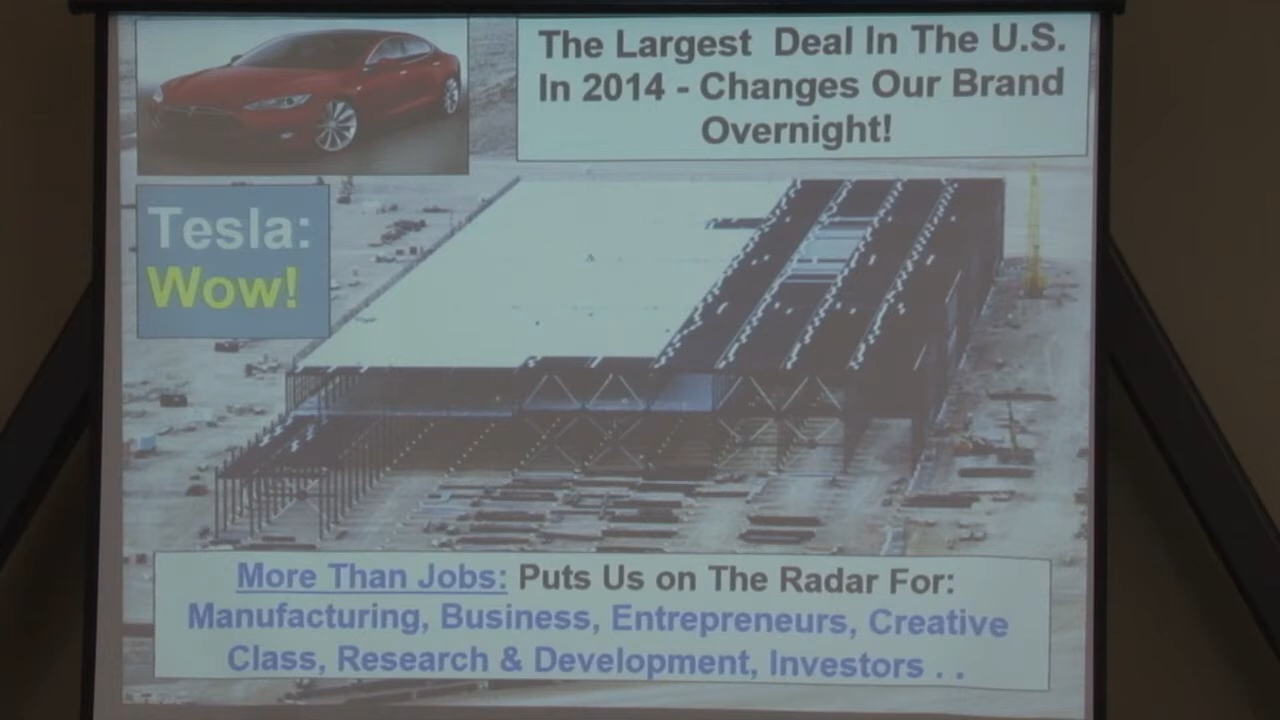 The Largest Deal In The U.S.
In 2014 - Changes Our Brand
Overnight!
Tesla:
Wow!
More Than Jobs: Puts Us on The Radar For:
Manufacturing, Business, Entrepreneurs, Creative
Class, Research & Development, Investors . .